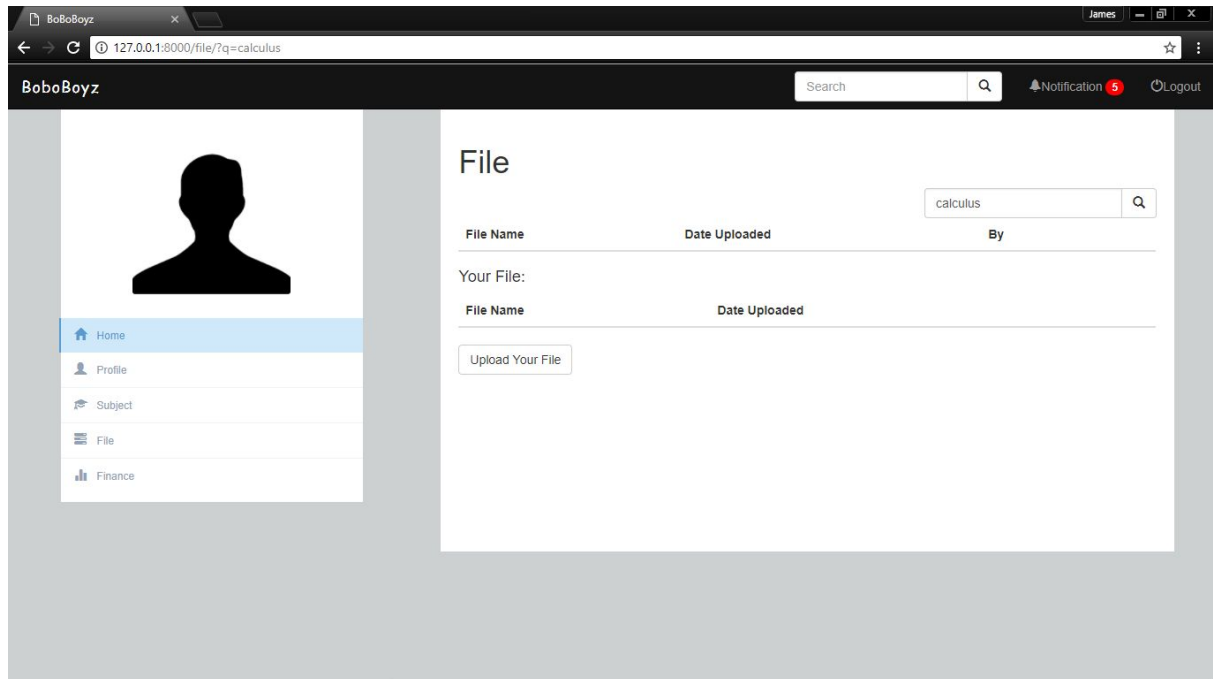 BoBoBoyz
James
127.0.0.1:8000/file/?q=calculus
BoboBoyz
Search
Notification 5
Logout
File
calculus
File Name Date Uploaded By
Your File:
File Name Date Uploaded
Upload Your File
Home
Profile
Subject
File
Finance